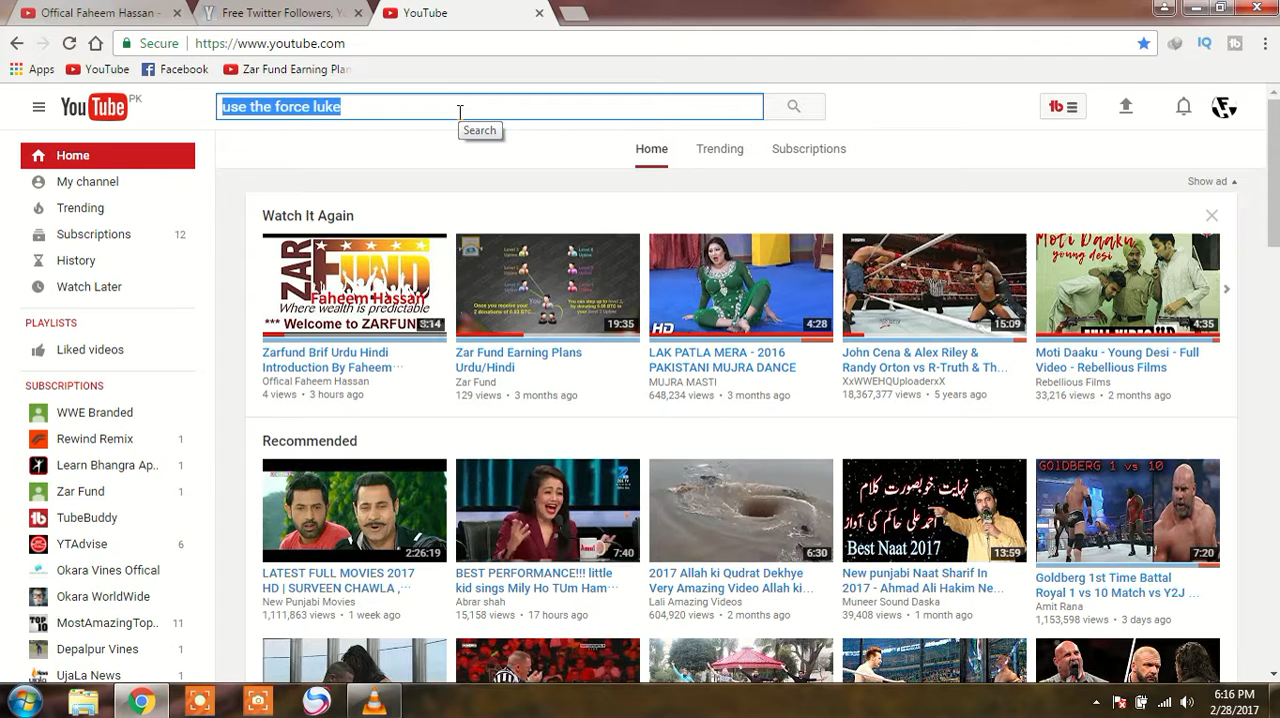 Offical Faheem Hassan -
Free Twitter Followers, Y
YouTube
Secure
https://www.youtube.com
Apps
YouTube
Facebook
Zar Fund Earning Plan
YouTube PK
use the force luke
Search
Home
Trending
Subscriptions
Show ad
Home
My channel
Trending
Subscriptions 12
History
Watch Later
PLAYLISTS
Liked videos
SUBSCRIPTIONS
WWE Branded
Rewind Remix 1
Learn Bhangra Ap.. 1
Zar Fund 1
TubeBuddy 1
YTAdvise 6
Okara Vines Offical
Okara WorldWide
MostAmazingTop.. 11
Depalpur Vines 1
UjaLa News 1
Watch It Again
ZAR FUND
Faheem Hassan
Where wealth is predictable
*** Welcome to ZARFUN
3:14
Zarfund Brif Urdu Hindi
Introduction By Faheem ...
Offical Faheem Hassan
4 views • 3 hours ago
19:35
Zar Fund Earning Plans
Urdu/Hindi
Zar Fund
129 views • 3 months ago
HD
4:28
LAK PATLA MERA - 2016
PAKISTANI MUJRA DANCE
MUJRA MASTI
648,234 views • 3 months ago
15:09
John Cena & Alex Riley &
Randy Orton vs R-Truth & Th...
XxWWEHQUploaderxX
18,367,377 views • 5 years ago
Moti Daaku
young desi
FULL VIDEO
4:35
Moti Daaku - Young Desi - Full
Video - Rebellious Films
Rebellious Films
33,216 views • 2 months ago
Recommended
2:26:19
LATEST FULL MOVIES 2017
HD | SURVEEN CHAWLA , ...
New Punjabi Movies
1,111,863 views • 1 week ago
7:40
BEST PERFORMANCE!!! little
kid sings Mily Ho TUm Ham...
Abrar shah
15,158 views • 17 hours ago
6:30
2017 Allah ki Qudrat Dekhye
Very Amazing Video Allah ki...
Lali Amazing Videos
604,920 views • 2 months ago
نہایت خوبصورت کلام
احمد علی حاکم کی آواز
Best Naat 2017
13:59
New punjabi Naat Sharif In
2017 - Ahmad Ali Hakim Ne...
Muneer Sound Daska
39,408 views • 1 month ago
GOLDBERG 1 vs 10
7:20
Goldberg 1st Time Battal
Royal 1 vs 10 Match vs Y2J ...
Amit Rana
1,153,598 views • 3 days ago
6:16 PM
2/28/2017